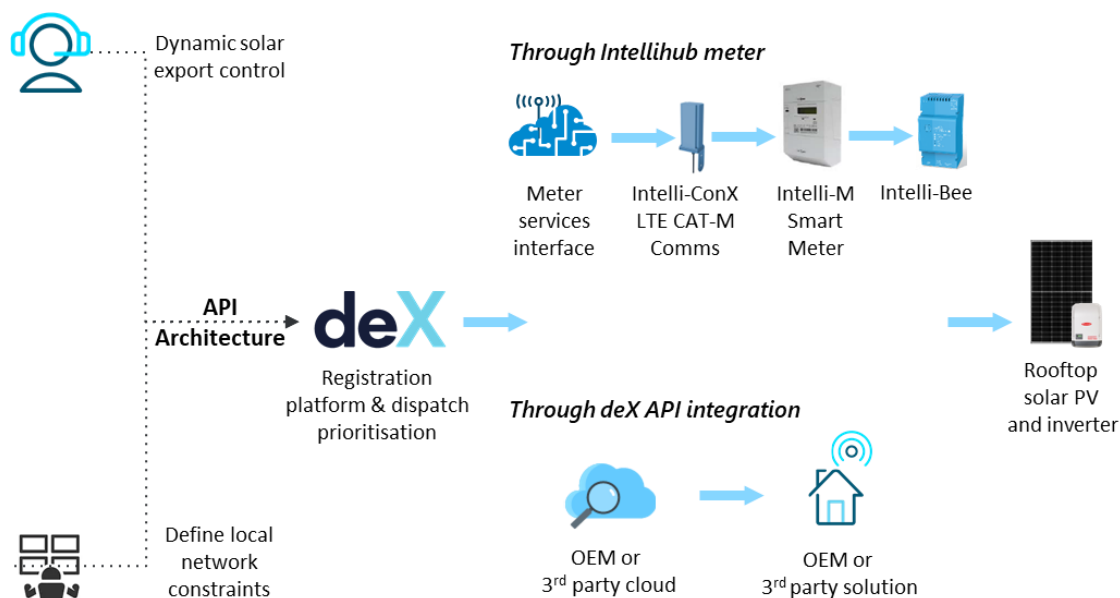 Dynamic solar
export control
Through Intellihub meter
Meter
services
interface
Intelli-ConX
LTE CAT-M
Comms
Intelli-M
Smart
Meter
Intelli-Bee
API
Architecture
deX
Registration
platform & dispatch
prioritisation
Rooftop
solar PV
and inverter
Through deX API integration
OEM or
3rd party cloud
OEM or
3rd party solution
Define local
network
constraints